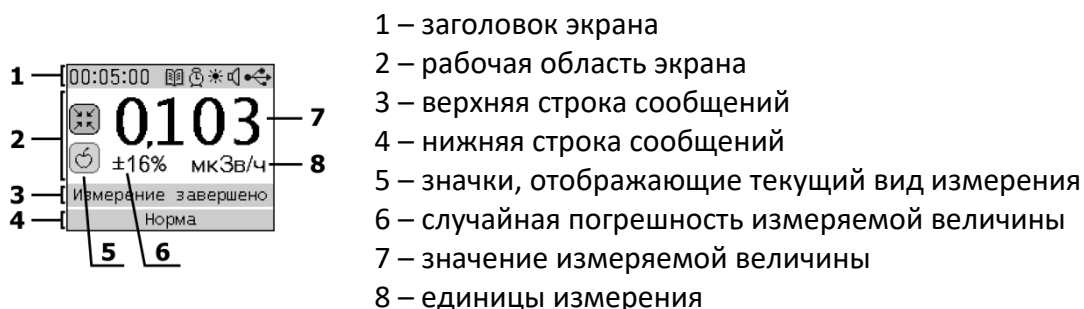 1 – заголовок экрана
2 – рабочая область экрана
3 – верхняя строка сообщений
4 – нижняя строка сообщений
5 – значки, отображающие текущий вид измерения
6 – случайная погрешность измеряемой величины
7 – значение измеряемой величины
8 – единицы измерения
1
00:05:00
2
0,103
7
±16% мкЗв/ч
8
3
Измерение завершено
4
Норма
5 6